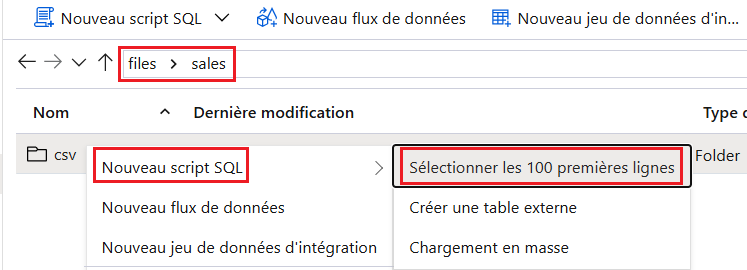 Nouveau script SQL Nouveau flux de données Nouveau jeu de données d'in...
files > sales
Nom Dernière modification Type d
csv Folder
Nouveau script SQL Sélectionner les 100 premières lignes
Nouveau flux de données Créer une table externe
Nouveau jeu de données d'intégration Chargement en masse